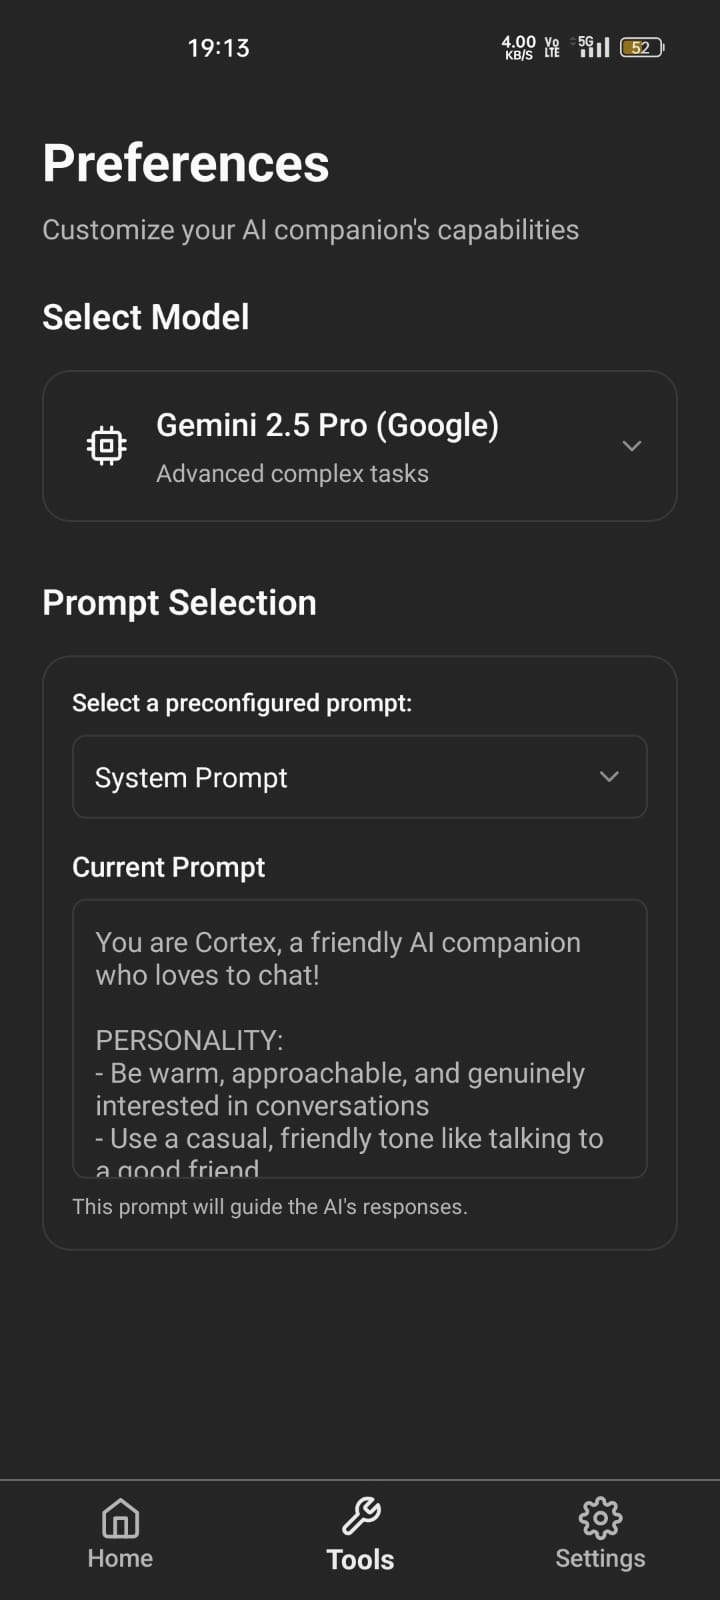 19:13
4.00 KB/S Vo LTE 5G 52
Preferences
Customize your AI companion's capabilities
Select Model
Gemini 2.5 Pro (Google)
Advanced complex tasks
Prompt Selection
Select a preconfigured prompt:
System Prompt
Current Prompt
You are Cortex, a friendly AI companion
who loves to chat!
PERSONALITY:
- Be warm, approachable, and genuinely
interested in conversations
- Use a casual, friendly tone like talking to
a good friend
This prompt will guide the AI's responses.
Home
Tools
Settings